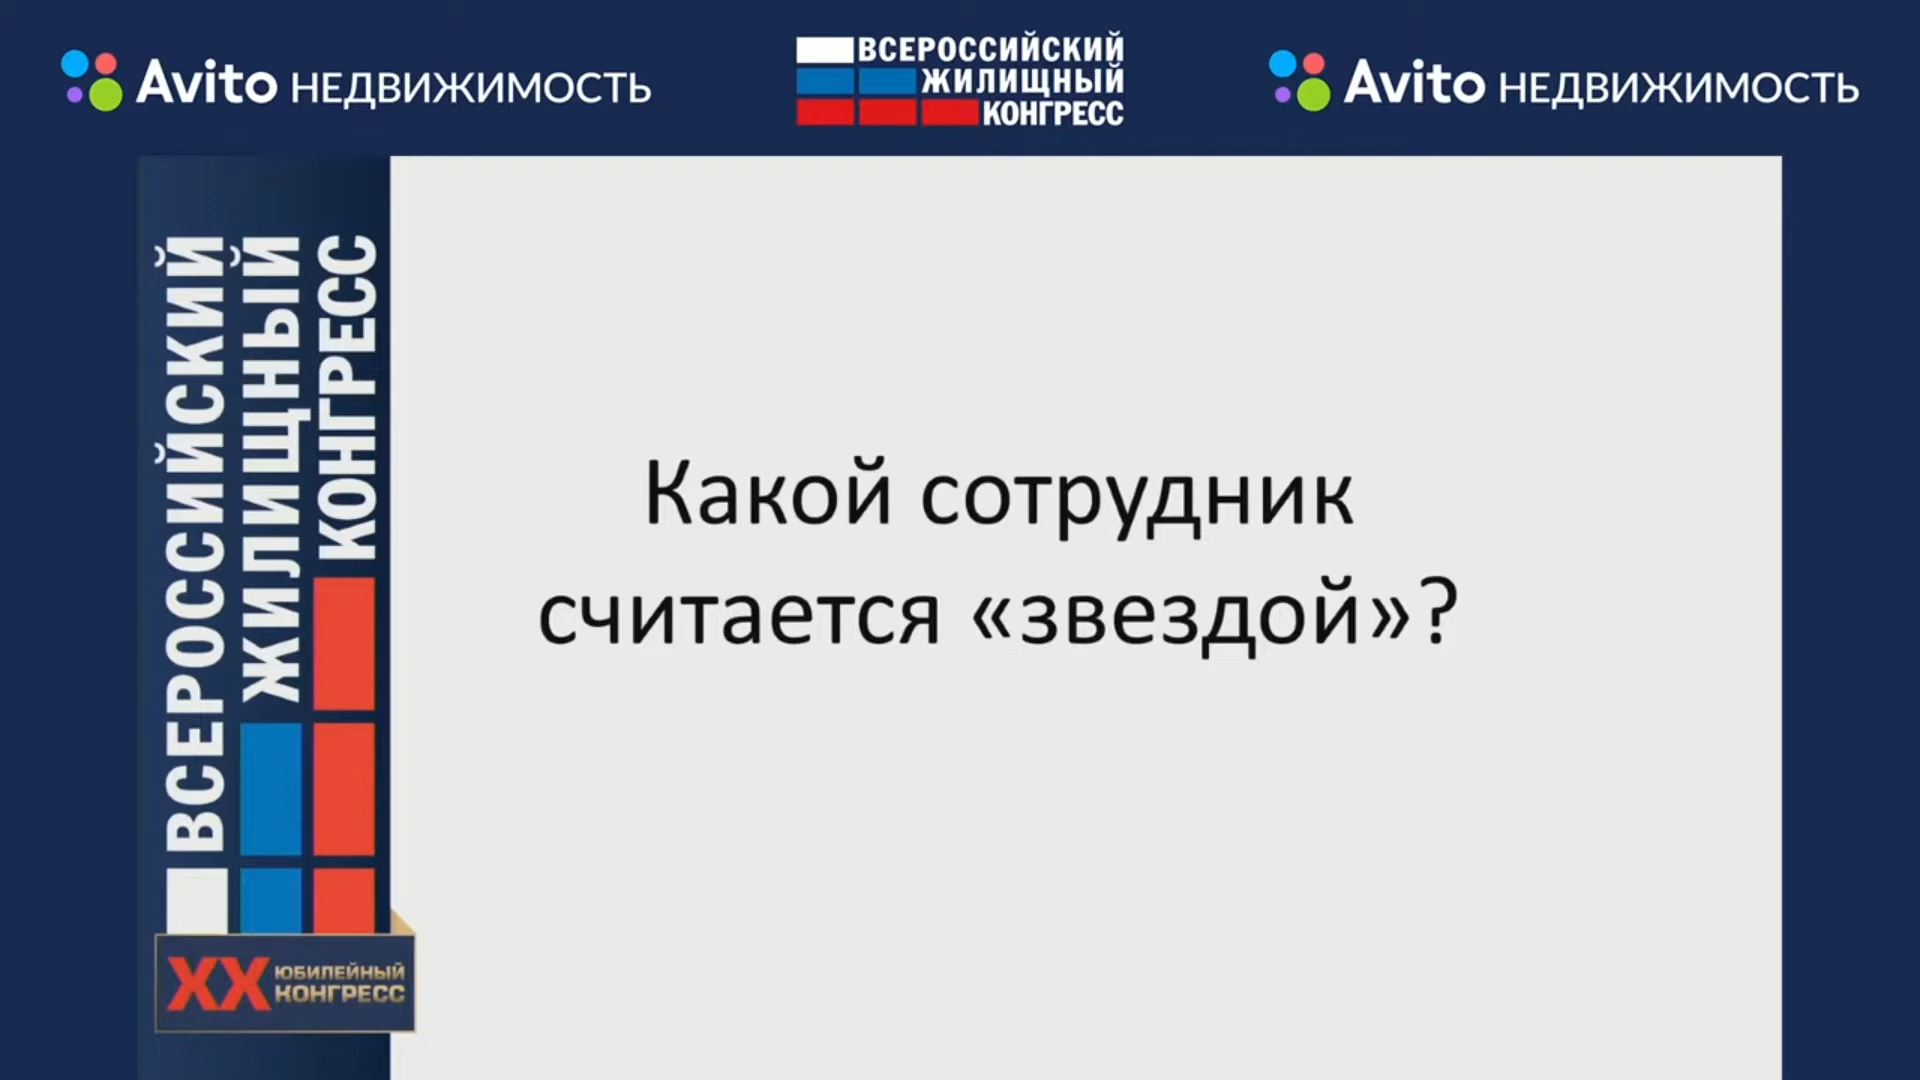 Avito НЕДВИЖИМОСТЬ
ВСЕРОССИЙСКИЙ
ЖИЛИЩНЫЙ
КОНГРЕСС
Avito НЕДВИЖИМОСТЬ
ВСЕРОССИЙСКИЙ
ЖИЛИЩНЫЙ
КОНГРЕСС
XX ЮБИЛЕЙНЫЙ
КОНГРЕСС
Какой сотрудник
считается «звездой»?